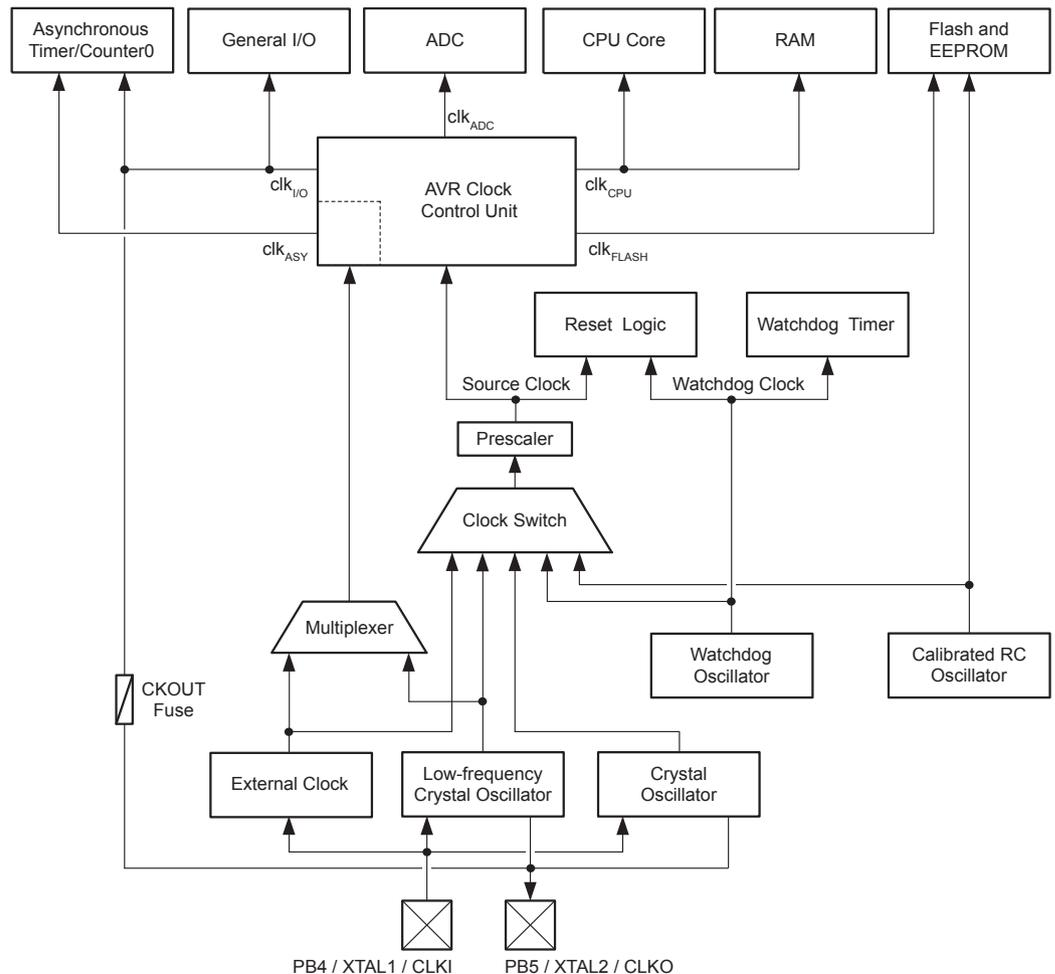 Asynchronous
Timer/Counter0
General I/O
ADC
CPU Core
RAM
Flash and
EEPROM
clkADC
clkI/O
AVR Clock
Control Unit
clkCPU
clkASY
clkFLASH
Reset Logic
Watchdog Timer
Source Clock
Watchdog Clock
Prescaler
Clock Switch
Multiplexer
Watchdog
Oscillator
Calibrated RC
Oscillator
CKOUT
Fuse
External Clock
Low-frequency
Crystal Oscillator
Crystal
Oscillator
PB4 / XTAL1 / CLKI
PB5 / XTAL2 / CLKO